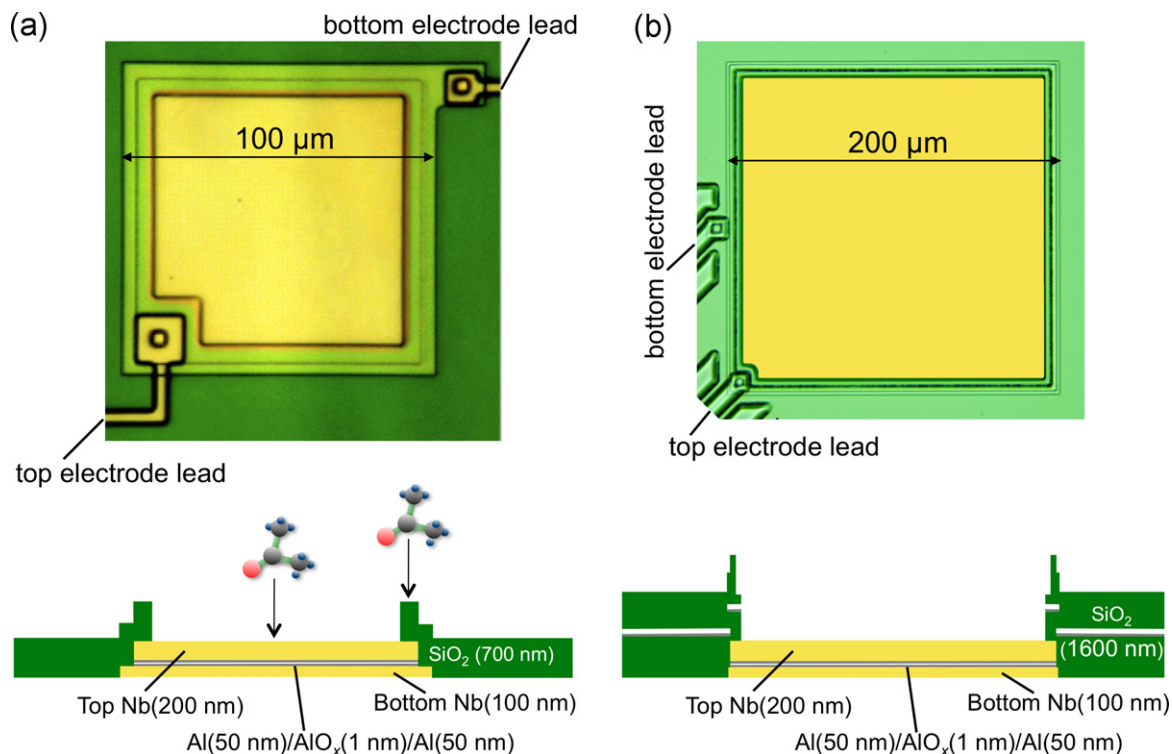 (a)
bottom electrode lead
100 μm
top electrode lead
SiO2 (700 nm)
Top Nb(200 nm)
Bottom Nb(100 nm)
Al(50 nm)/AlOx(1 nm)/Al(50 nm)
(b)
bottom electrode lead
200 μm
top electrode lead
SiO2
(1600 nm)
Top Nb(200 nm)
Bottom Nb(100 nm)
Al(50 nm)/AlOx(1 nm)/Al(50 nm)